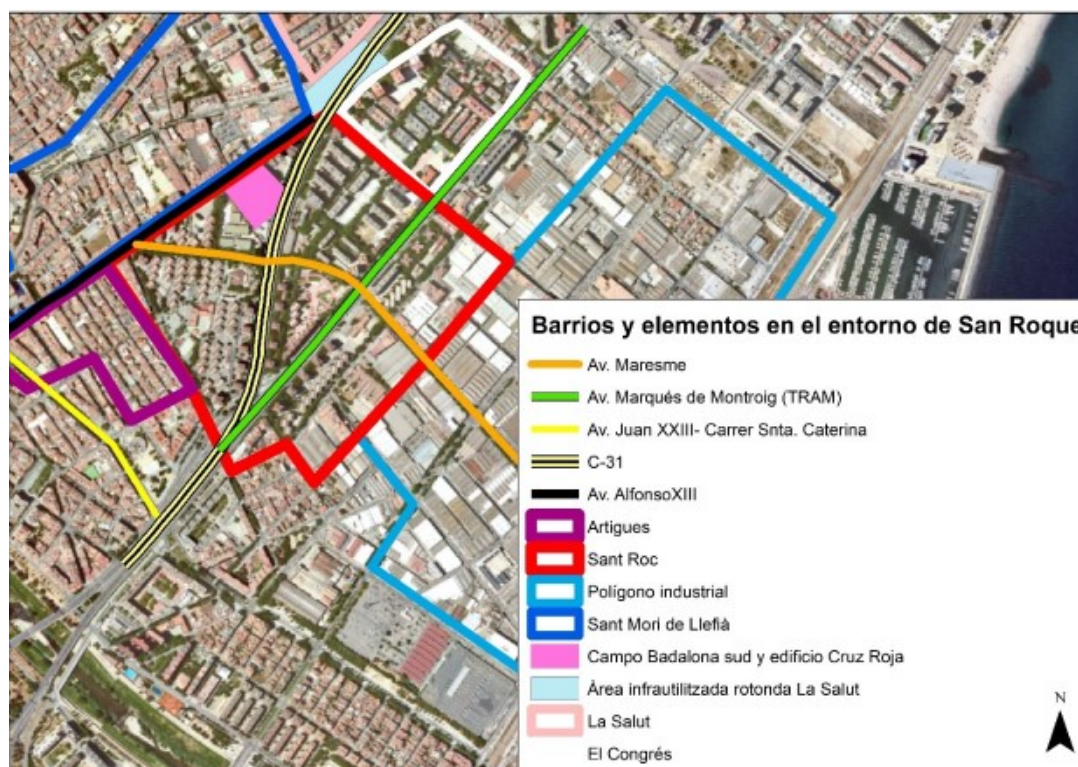 Barrios y elementos en el entorno de San Roque
Av. Maresme
Av. Marqués de Montroig (TRAM)
Av. Juan XXIII- Carrer Snta. Caterina
C-31
Av. AlfonsoXIII
Artigues
Sant Roc
Polígono industrial
Sant Mori de Llefià
Campo Badalona sud y edificio Cruz Roja
Àrea infrautilitzada rotonda La Salut
La Salut
El Congrés
N